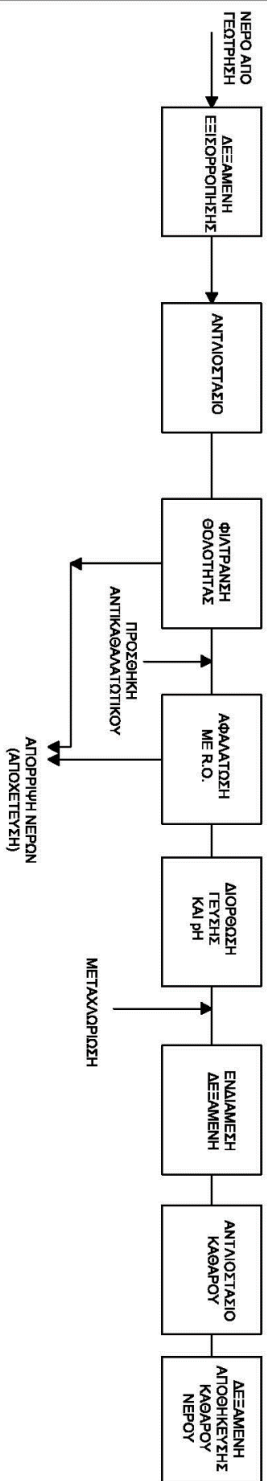 ΝΕΡΟ ΑΠΟ
ΓΕΩΤΡΗΣΗ
ΔΕΞΑΜΕΝΗ
ΕΞΙΣΟΡΡΟΠΗΣΗΣ
ΑΝΤΛΙΟΣΤΑΣΙΟ
ΦΙΛΤΡΑΝΣΗ
ΘΟΛΟΤΗΤΑΣ
ΠΡΟΣΘΗΚΗ
ΑΝΤΙΚΑΘΑΛΑΤΩΤΙΚΟΥ
ΑΦΑΛΑΤΩΣΗ
ΜΕ R.O.
ΑΠΟΡΡΙΨΗ ΝΕΡΩΝ
(ΑΠΟΧΕΤΕΥΣΗ)
ΔΙΟΡΘΩΣΗ
ΓΕΥΣΗΣ
ΚΑΙ pH
ΜΕΤΑΧΛΩΡΙΩΣΗ
ΕΝΔΙΑΜΕΣΗ
ΔΕΞΑΜΕΝΗ
ΑΝΤΛΙΟΣΤΑΣΙΟ
ΚΑΘΑΡΟΥ
ΔΕΞΑΜΕΝΗ
ΑΠΟΘΗΚΕΥΣΗΣ
ΚΑΘΑΡΟΥ
ΝΕΡΟΥ